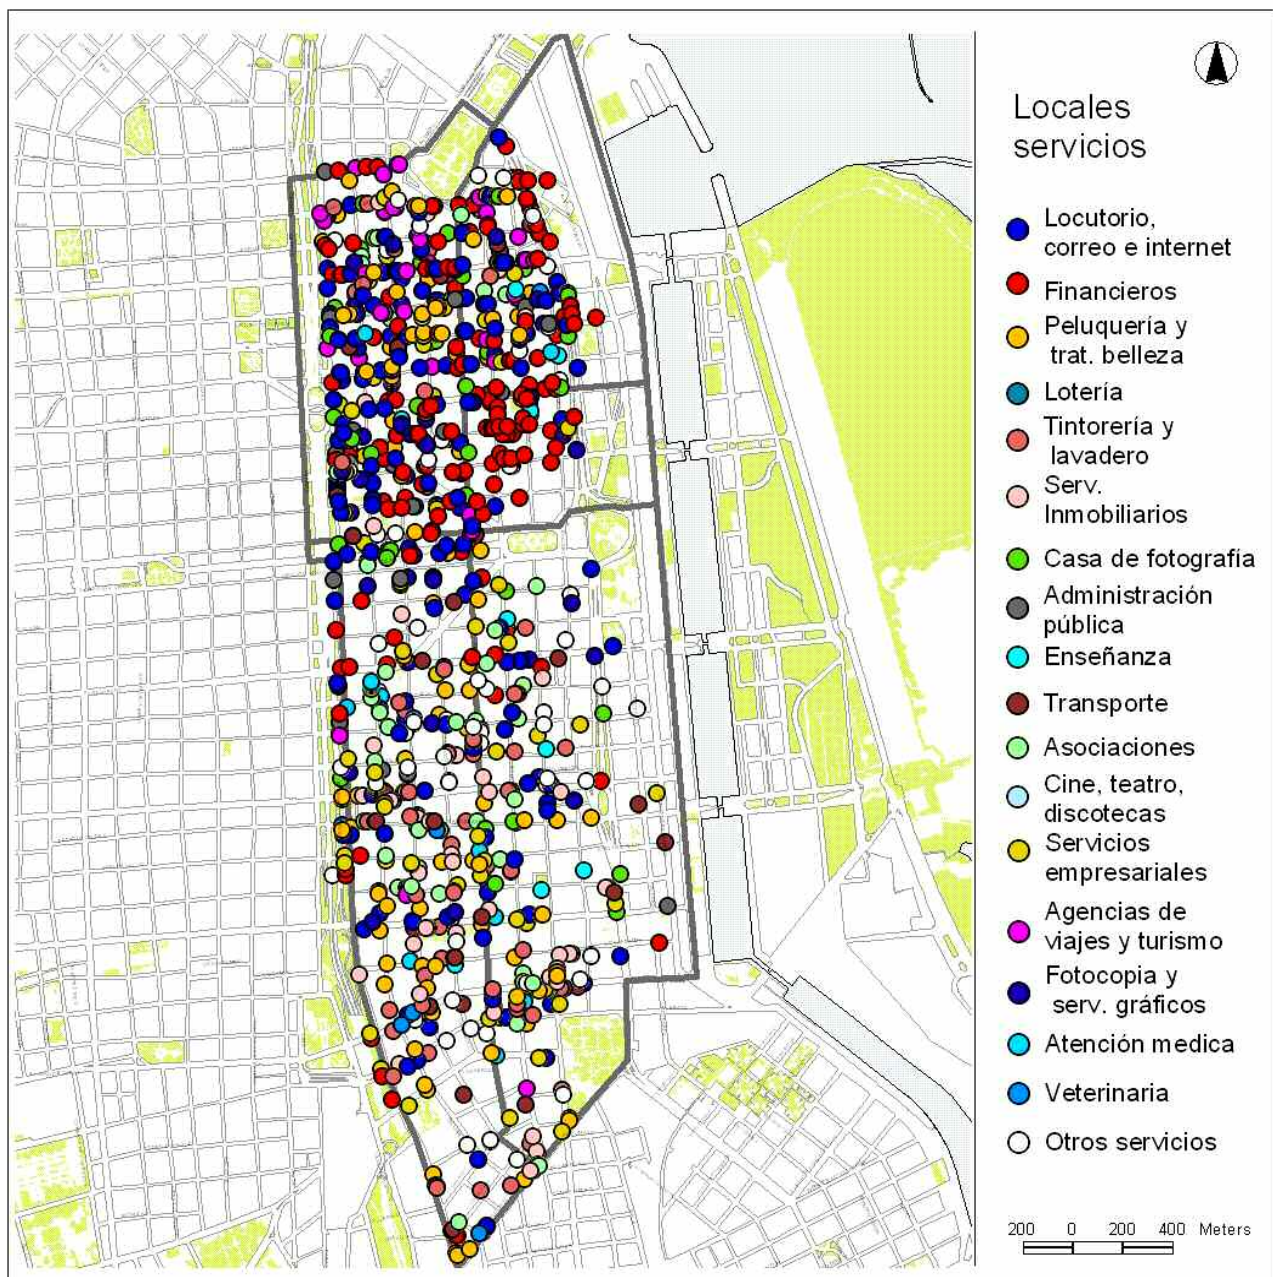 Locales
servicios
Locutorio,
correo e internet
Financieros
Peluquería y
trat. belleza
Lotería
Tintorería y
lavadero
Serv.
Inmobiliarios
Casa de fotografía
Administración
pública
Enseñanza
Transporte
Asociaciones
Cine, teatro,
discotecas
Servicios
empresariales
Agencias de
viajes y turismo
Fotocopia y
serv. gráficos
Atención medica
Veterinaria
Otros servicios
200 0 200 400 Meters